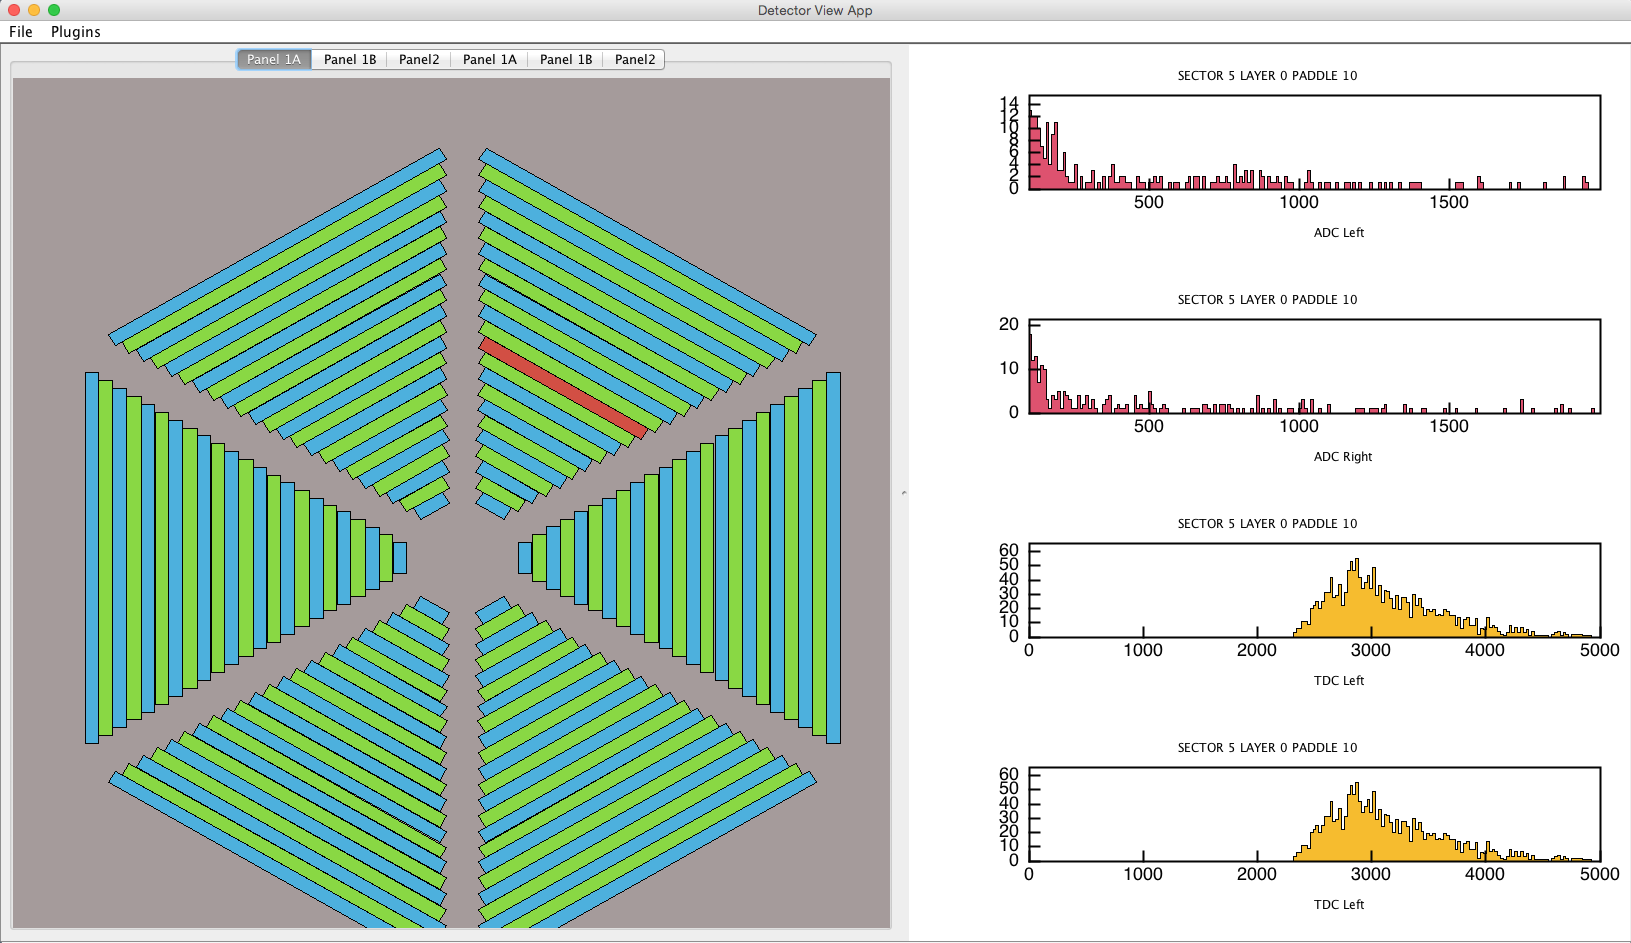 Detector View App
File Plugins
Panel 1A Panel 1B Panel2 Panel 1A Panel 1B Panel2
SECTOR 5 LAYER 0 PADDLE 10
14
12
10
8
6
4
2
0
500 1000 1500
ADC Left
SECTOR 5 LAYER 0 PADDLE 10
20
10
0
500 1000 1500
ADC Right
SECTOR 5 LAYER 0 PADDLE 10
60
50
40
30
20
10
0
0 1000 2000 3000 4000 5000
TDC Left
SECTOR 5 LAYER 0 PADDLE 10
60
50
40
30
20
10
0
0 1000 2000 3000 4000 5000
TDC Left